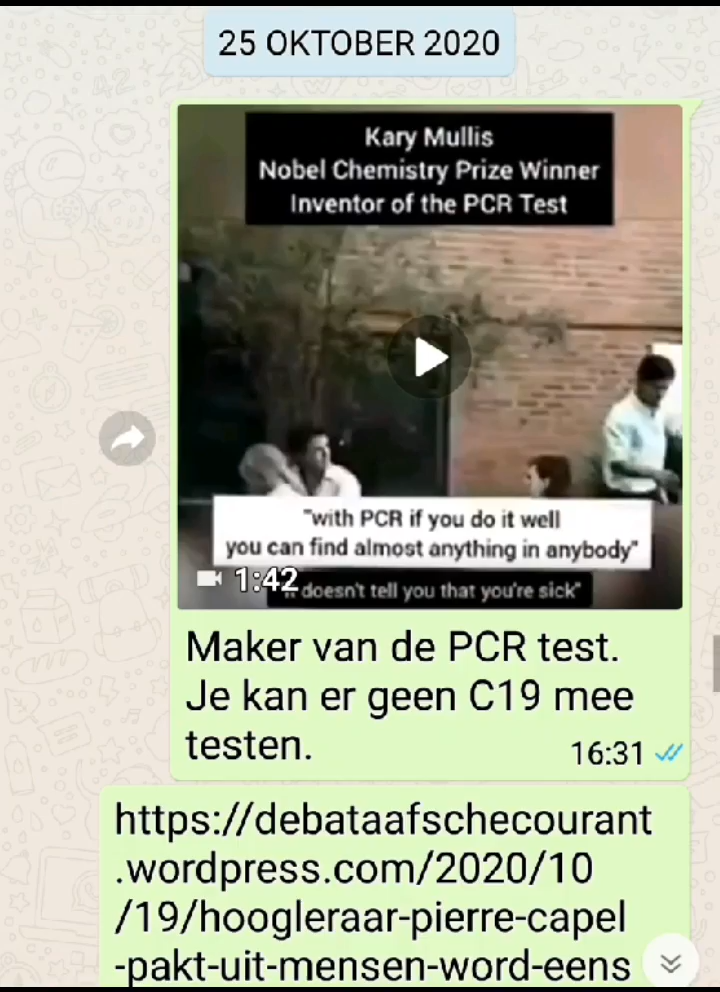 25 OKTOBER 2020
Kary Mullis
Nobel Chemistry Prize Winner
Inventor of the PCR Test
"with PCR if you do it well
you can find almost anything in anybody"
1:42
doesn't tell you that you're sick"
Maker van de PCR test.
Je kan er geen C19 mee
testen.
16:31
https://debataafschecourant
.wordpress.com/2020/10
/19/hoogleraar-pierre-capel
-pakt-uit-mensen-word-eens